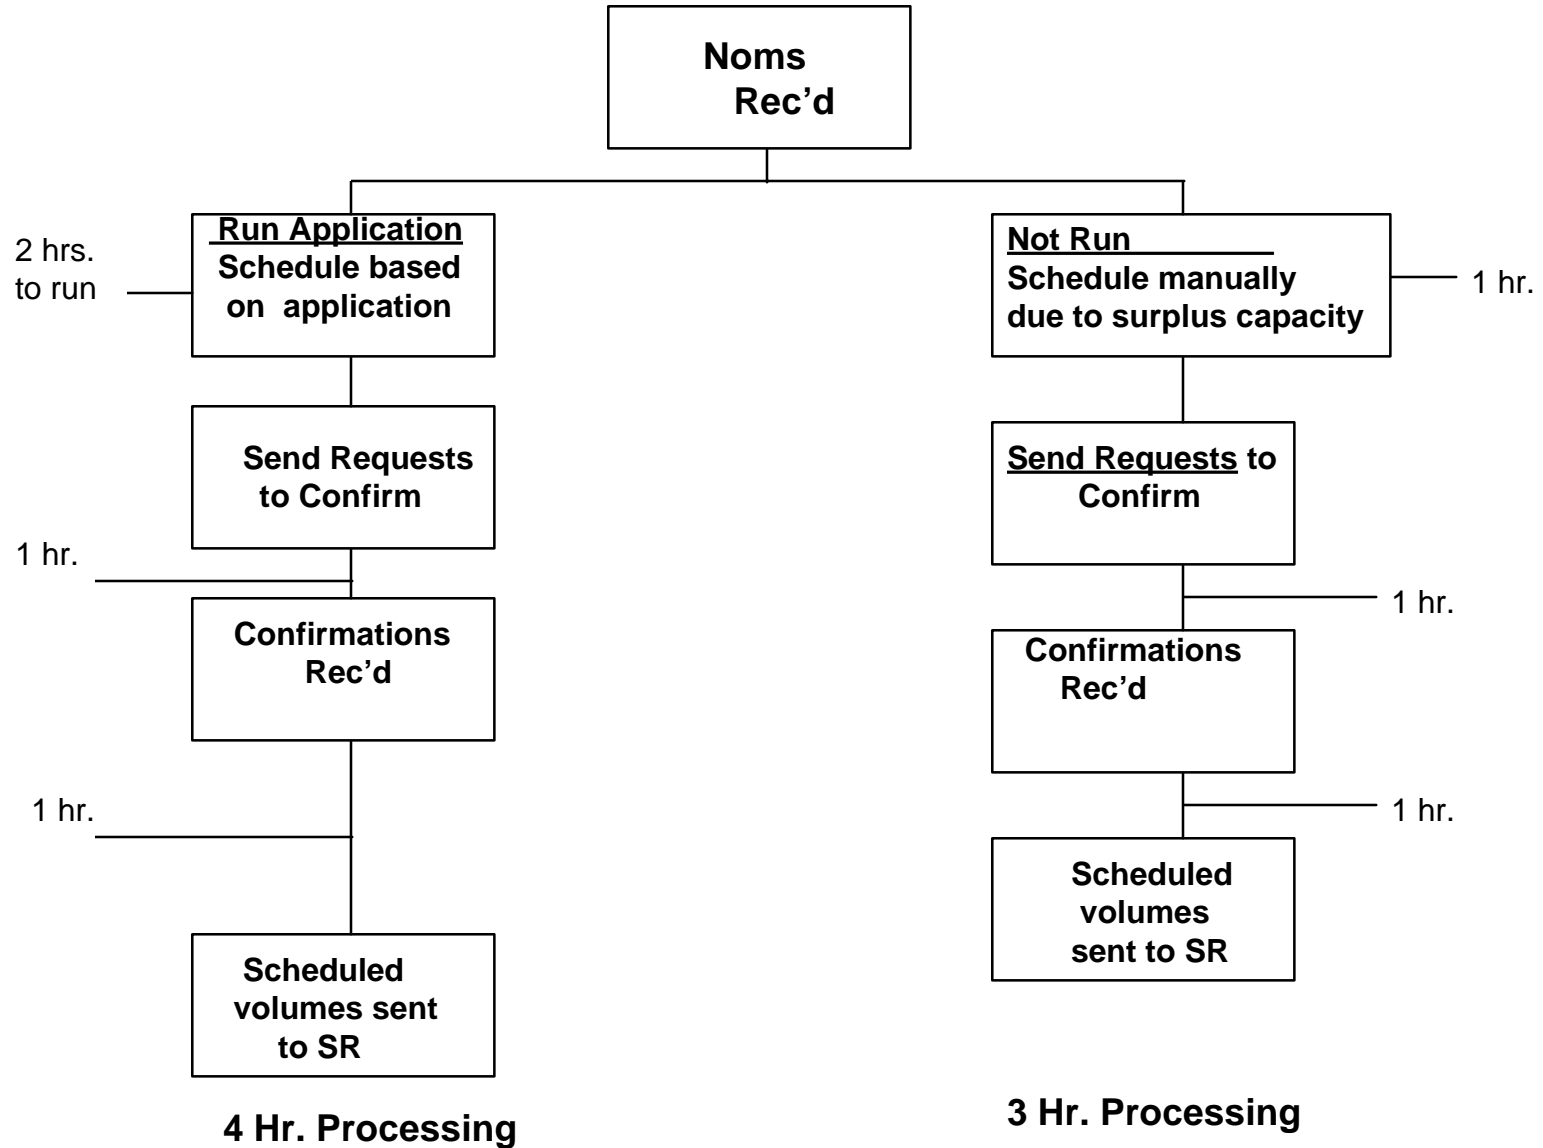 Noms
Rec’d
2 hrs.
to run
Run Application
Schedule based
on application
Not Run
Schedule manually
due to surplus capacity
1 hr.
Send Requests
to Confirm
Send Requests to
Confirm
1 hr.
1 hr.
Confirmations
Rec’d
Confirmations
Rec’d
1 hr.
1 hr.
Scheduled
volumes sent
to SR
Scheduled
volumes
sent to SR
4 Hr. Processing
3 Hr. Processing